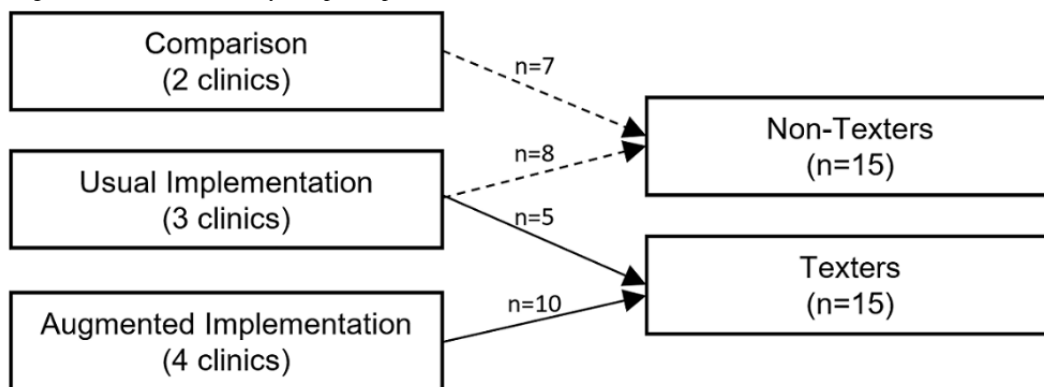 Comparison
(2 clinics)
n=7
Non-Texters
(n=15)
n=8
Usual Implementation
(3 clinics)
n=5
Texters
(n=15)
n=10
Augmented Implementation
(4 clinics)